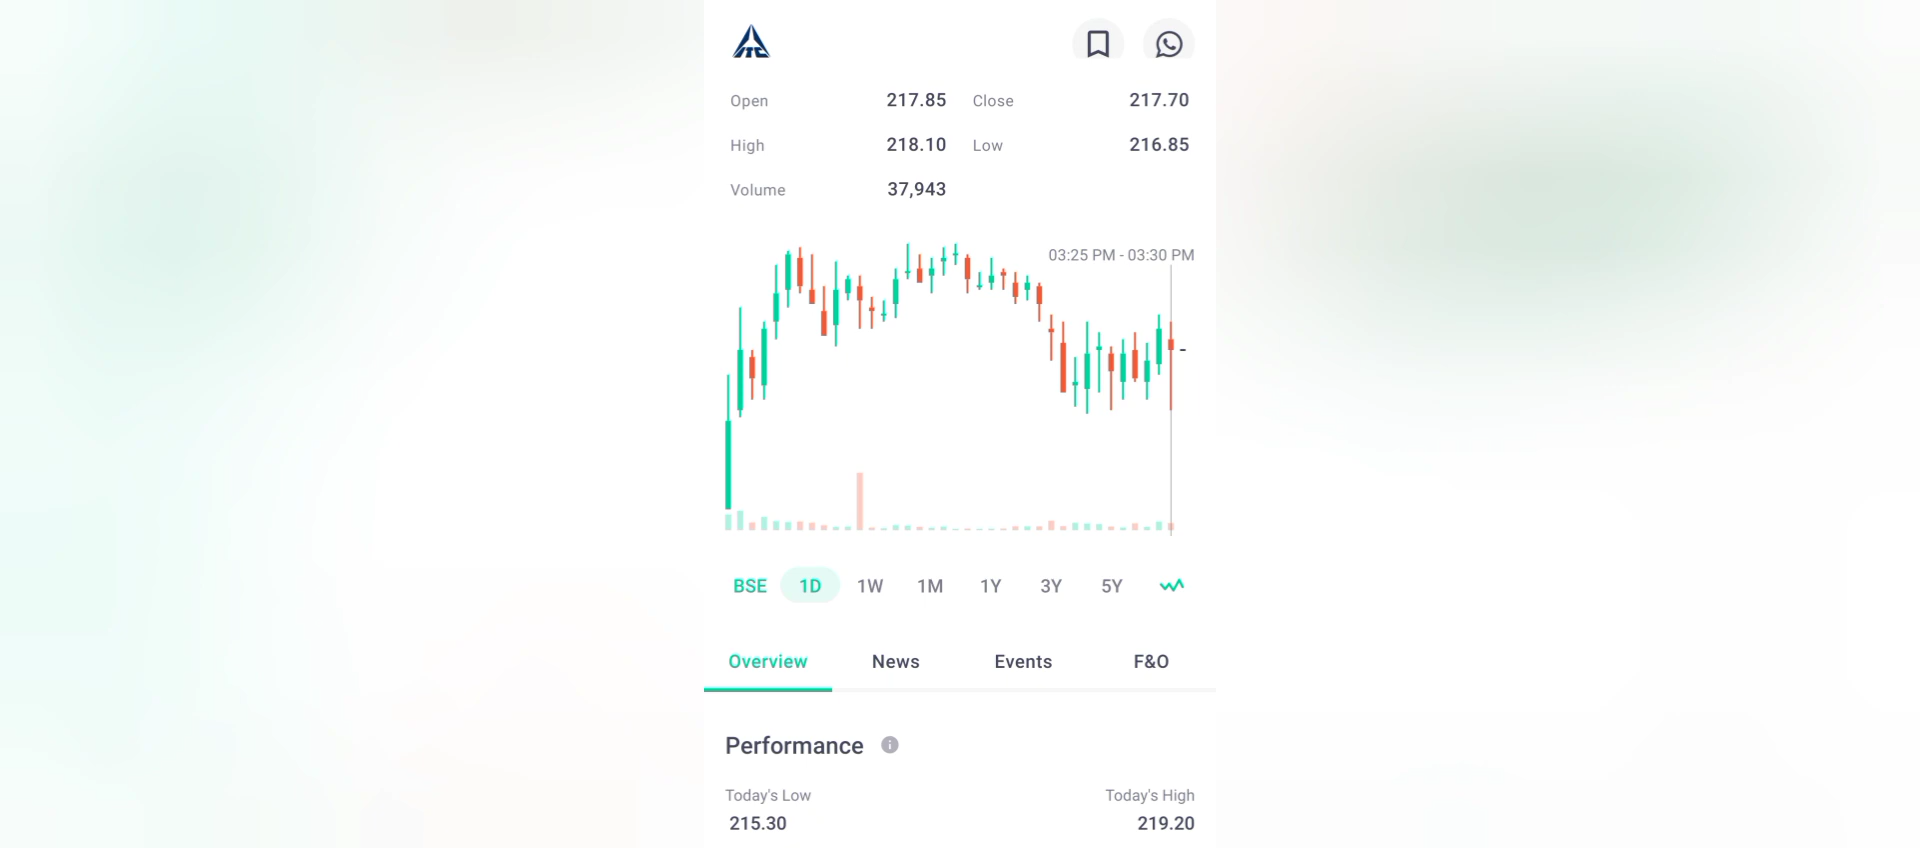 ITC
Open 217.85 Close 217.70
High 218.10 Low 216.85
Volume 37,943
03:25 PM - 03:30 PM
BSE 1D 1W 1M 1Y 3Y 5Y
Overview News Events F&O
Performance i
Today's Low Today's High
215.30 219.20